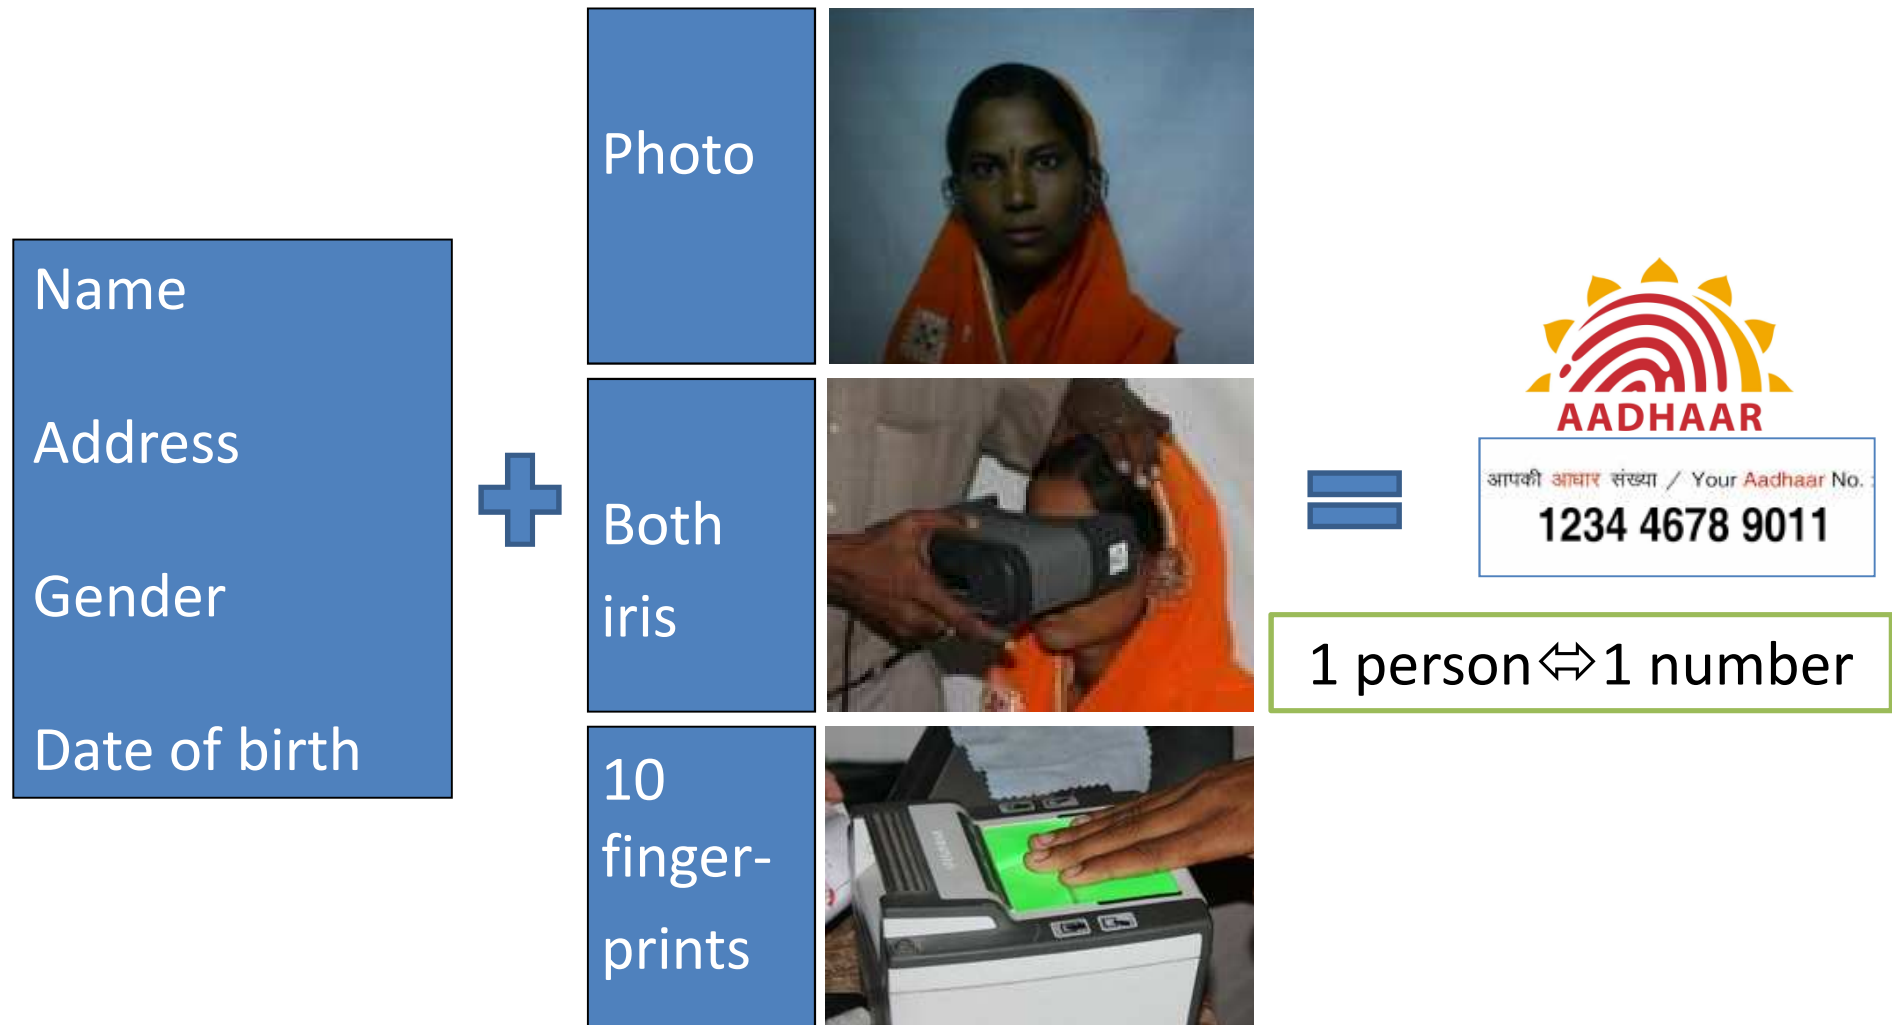 Name
Address
Gender
Date of birth
Photo
Both
iris
10
finger-
prints
AADHAAR
आपकी आधार संख्या / Your Aadhaar No. :
1234 4678 9011
1 person⬄1 number